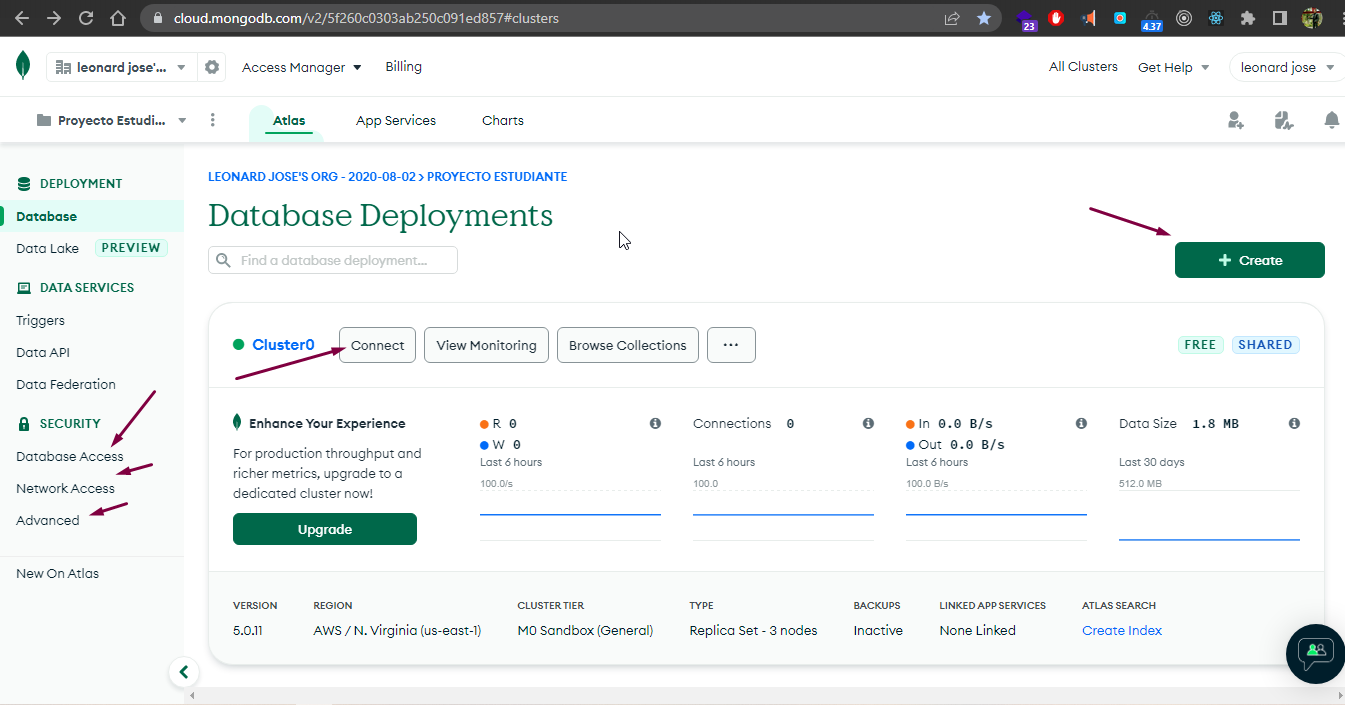 cloud.mongodb.com/v2/5f260c0303ab250c091ed857#clusters
23
4.37
leonard jose'...
Access Manager
Billing
All Clusters
Get Help
leonard jose
Proyecto Estudi...
Atlas
App Services
Charts
DEPLOYMENT
Database
Data Lake PREVIEW
DATA SERVICES
Triggers
Data API
Data Federation
SECURITY
Database Access
Network Access
Advanced
New On Atlas
LEONARD JOSE'S ORG - 2020-08-02 > PROYECTO ESTUDIANTE
Database Deployments
Find a database deployment...
+ Create
Cluster0
Connect
View Monitoring
Browse Collections
...
FREE
SHARED
Enhance Your Experience
For production throughput and
richer metrics, upgrade to a
dedicated cluster now!
Upgrade
R 0
W 0
Last 6 hours
100.0/s
Connections 0
Last 6 hours
100.0
In 0.0 B/s
Out 0.0 B/s
Last 6 hours
100.0 B/s
Data Size 1.8 MB
Last 30 days
512.0 MB
VERSION
5.0.11
REGION
AWS / N. Virginia (us-east-1)
CLUSTER TIER
M0 Sandbox (General)
TYPE
Replica Set - 3 nodes
BACKUPS
Inactive
LINKED APP SERVICES
None Linked
ATLAS SEARCH
Create Index